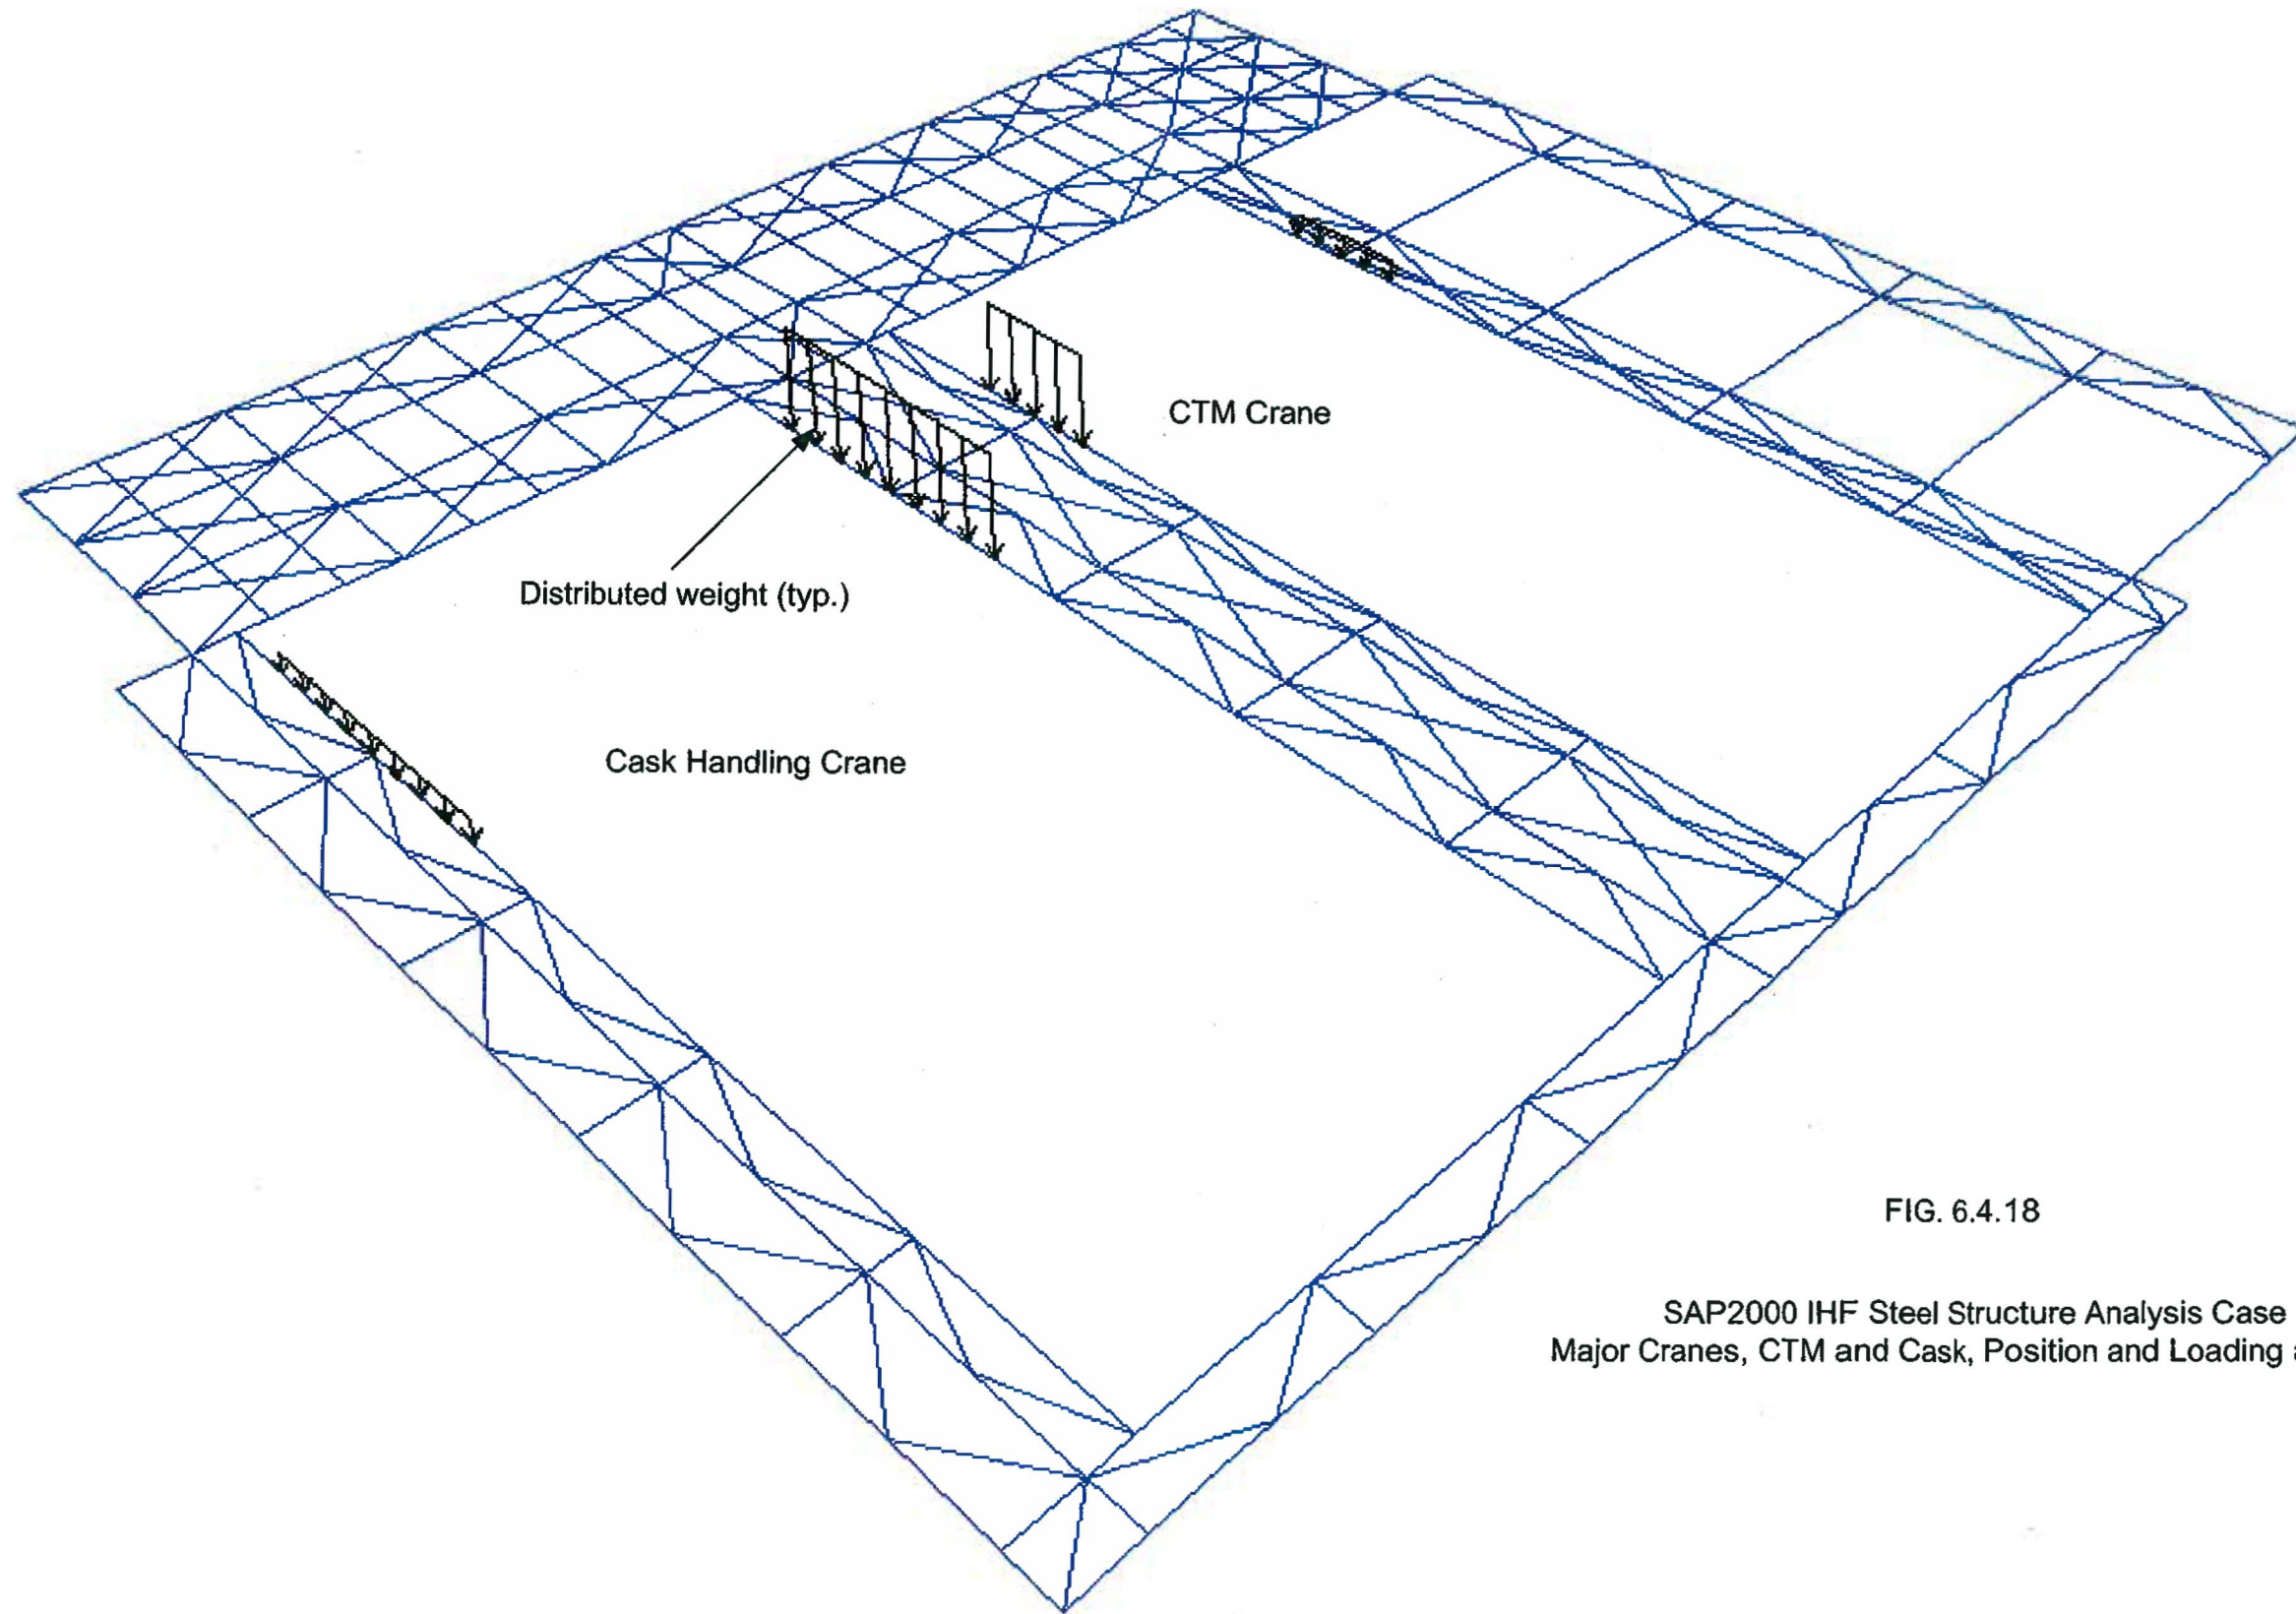 CTM Crane
Distributed weight (typ.)
Cask Handling Crane
FIG. 6.4.18
SAP2000 IHF Steel Structure Analysis Case
Major Cranes, CTM and Cask, Position and Loading